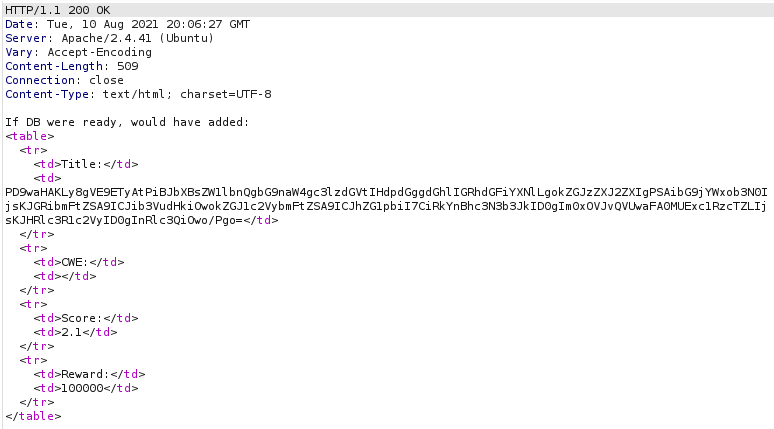 HTTP/1.1 200 OK
Date: Tue, 10 Aug 2021 20:06:27 GMT
Server: Apache/2.4.41 (Ubuntu)
Vary: Accept-Encoding
Content-Length: 509
Connection: close
Content-Type: text/html; charset=UTF-8

If DB were ready, would have added:
<table>
  <tr>
    <td>Title:</td>
    <td>
PD9waHAKLy8gVE9ETyAtPiBJbXBsZW1lbnQgbG9naW4gc3lzdGVtIHdpdGggdGhlIGRhdGFiYXNlLgokZGJzZXJ2ZXIgPSAibG9jYWxob3N0I
jsKJGRibmFtZSA9ICJib3VudHkiOwokZGJ1c2VybmFtZSA9ICJhZG1pbiI7CiRkYnBhc3N3b3JkID0gIm0xOVJvQVUwaFA0MUExc1RzcTZLIj
sKJHRlc3R1c2VyID0gInRlc3QiOwo/Pgo=</td>
  </tr>
  <tr>
    <td>CWE:</td>
    <td></td>
  </tr>
  <tr>
    <td>Score:</td>
    <td>2.1</td>
  </tr>
  <tr>
    <td>Reward:</td>
    <td>100000</td>
  </tr>
</table>